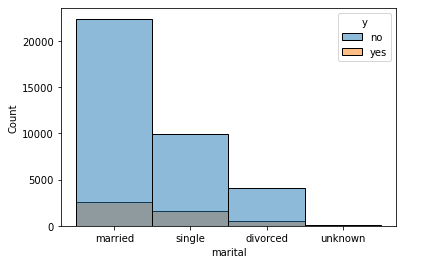 y
no
yes
20000
15000
10000
5000
0
Count
married single divorced unknown
marital